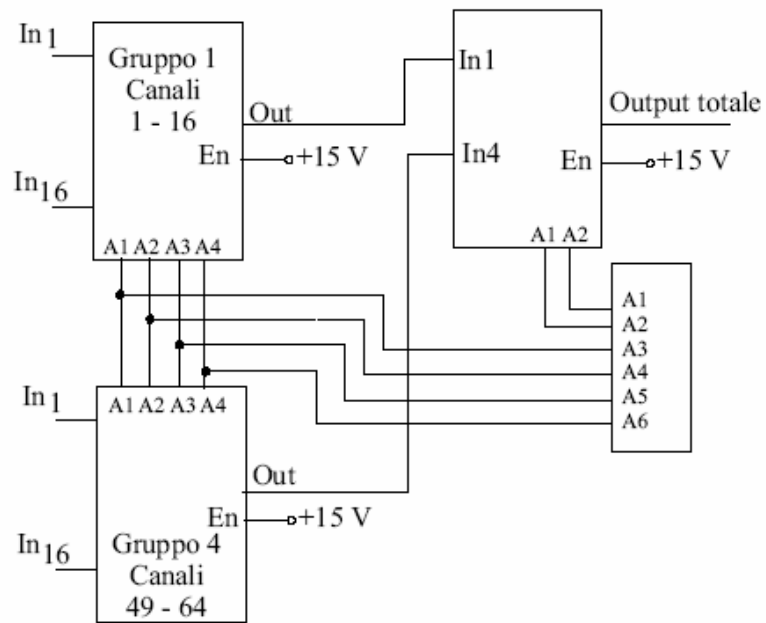 In1
Gruppo 1
Canali
1 - 16
Out
En
+15 V
In16
A1 A2 A3 A4
In1
In4
Output totale
En
+15 V
A1 A2
A1
A2
A3
A4
A5
A6
In1
A1 A2 A3 A4
Out
En
+15 V
In16
Gruppo 4
Canali
49 - 64